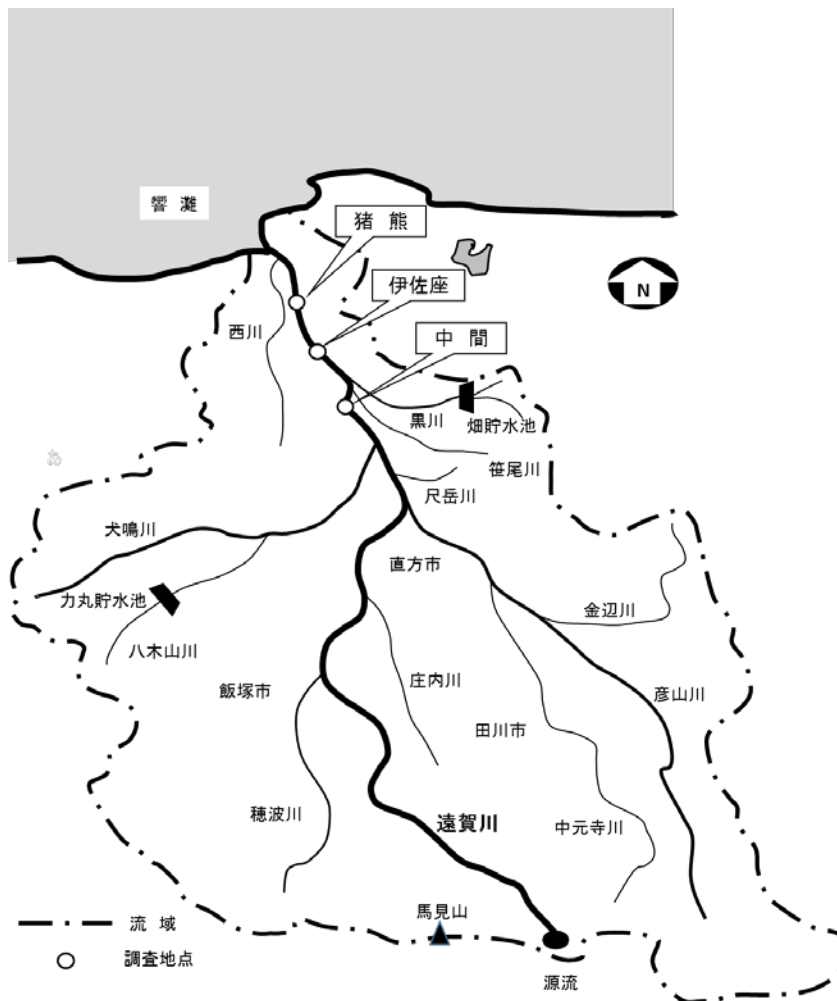 響灘
猪熊
伊佐座
N
中間
西川
黒川
畑貯水池
笹尾川
あ
尺岳川
犬鳴川
直方市
力丸貯水池
金辺川
八木山川
飯塚市
庄内川
彦山川
田川市
穂波川
遠賀川
中元寺川
馬見山
流域
調査地点
源流